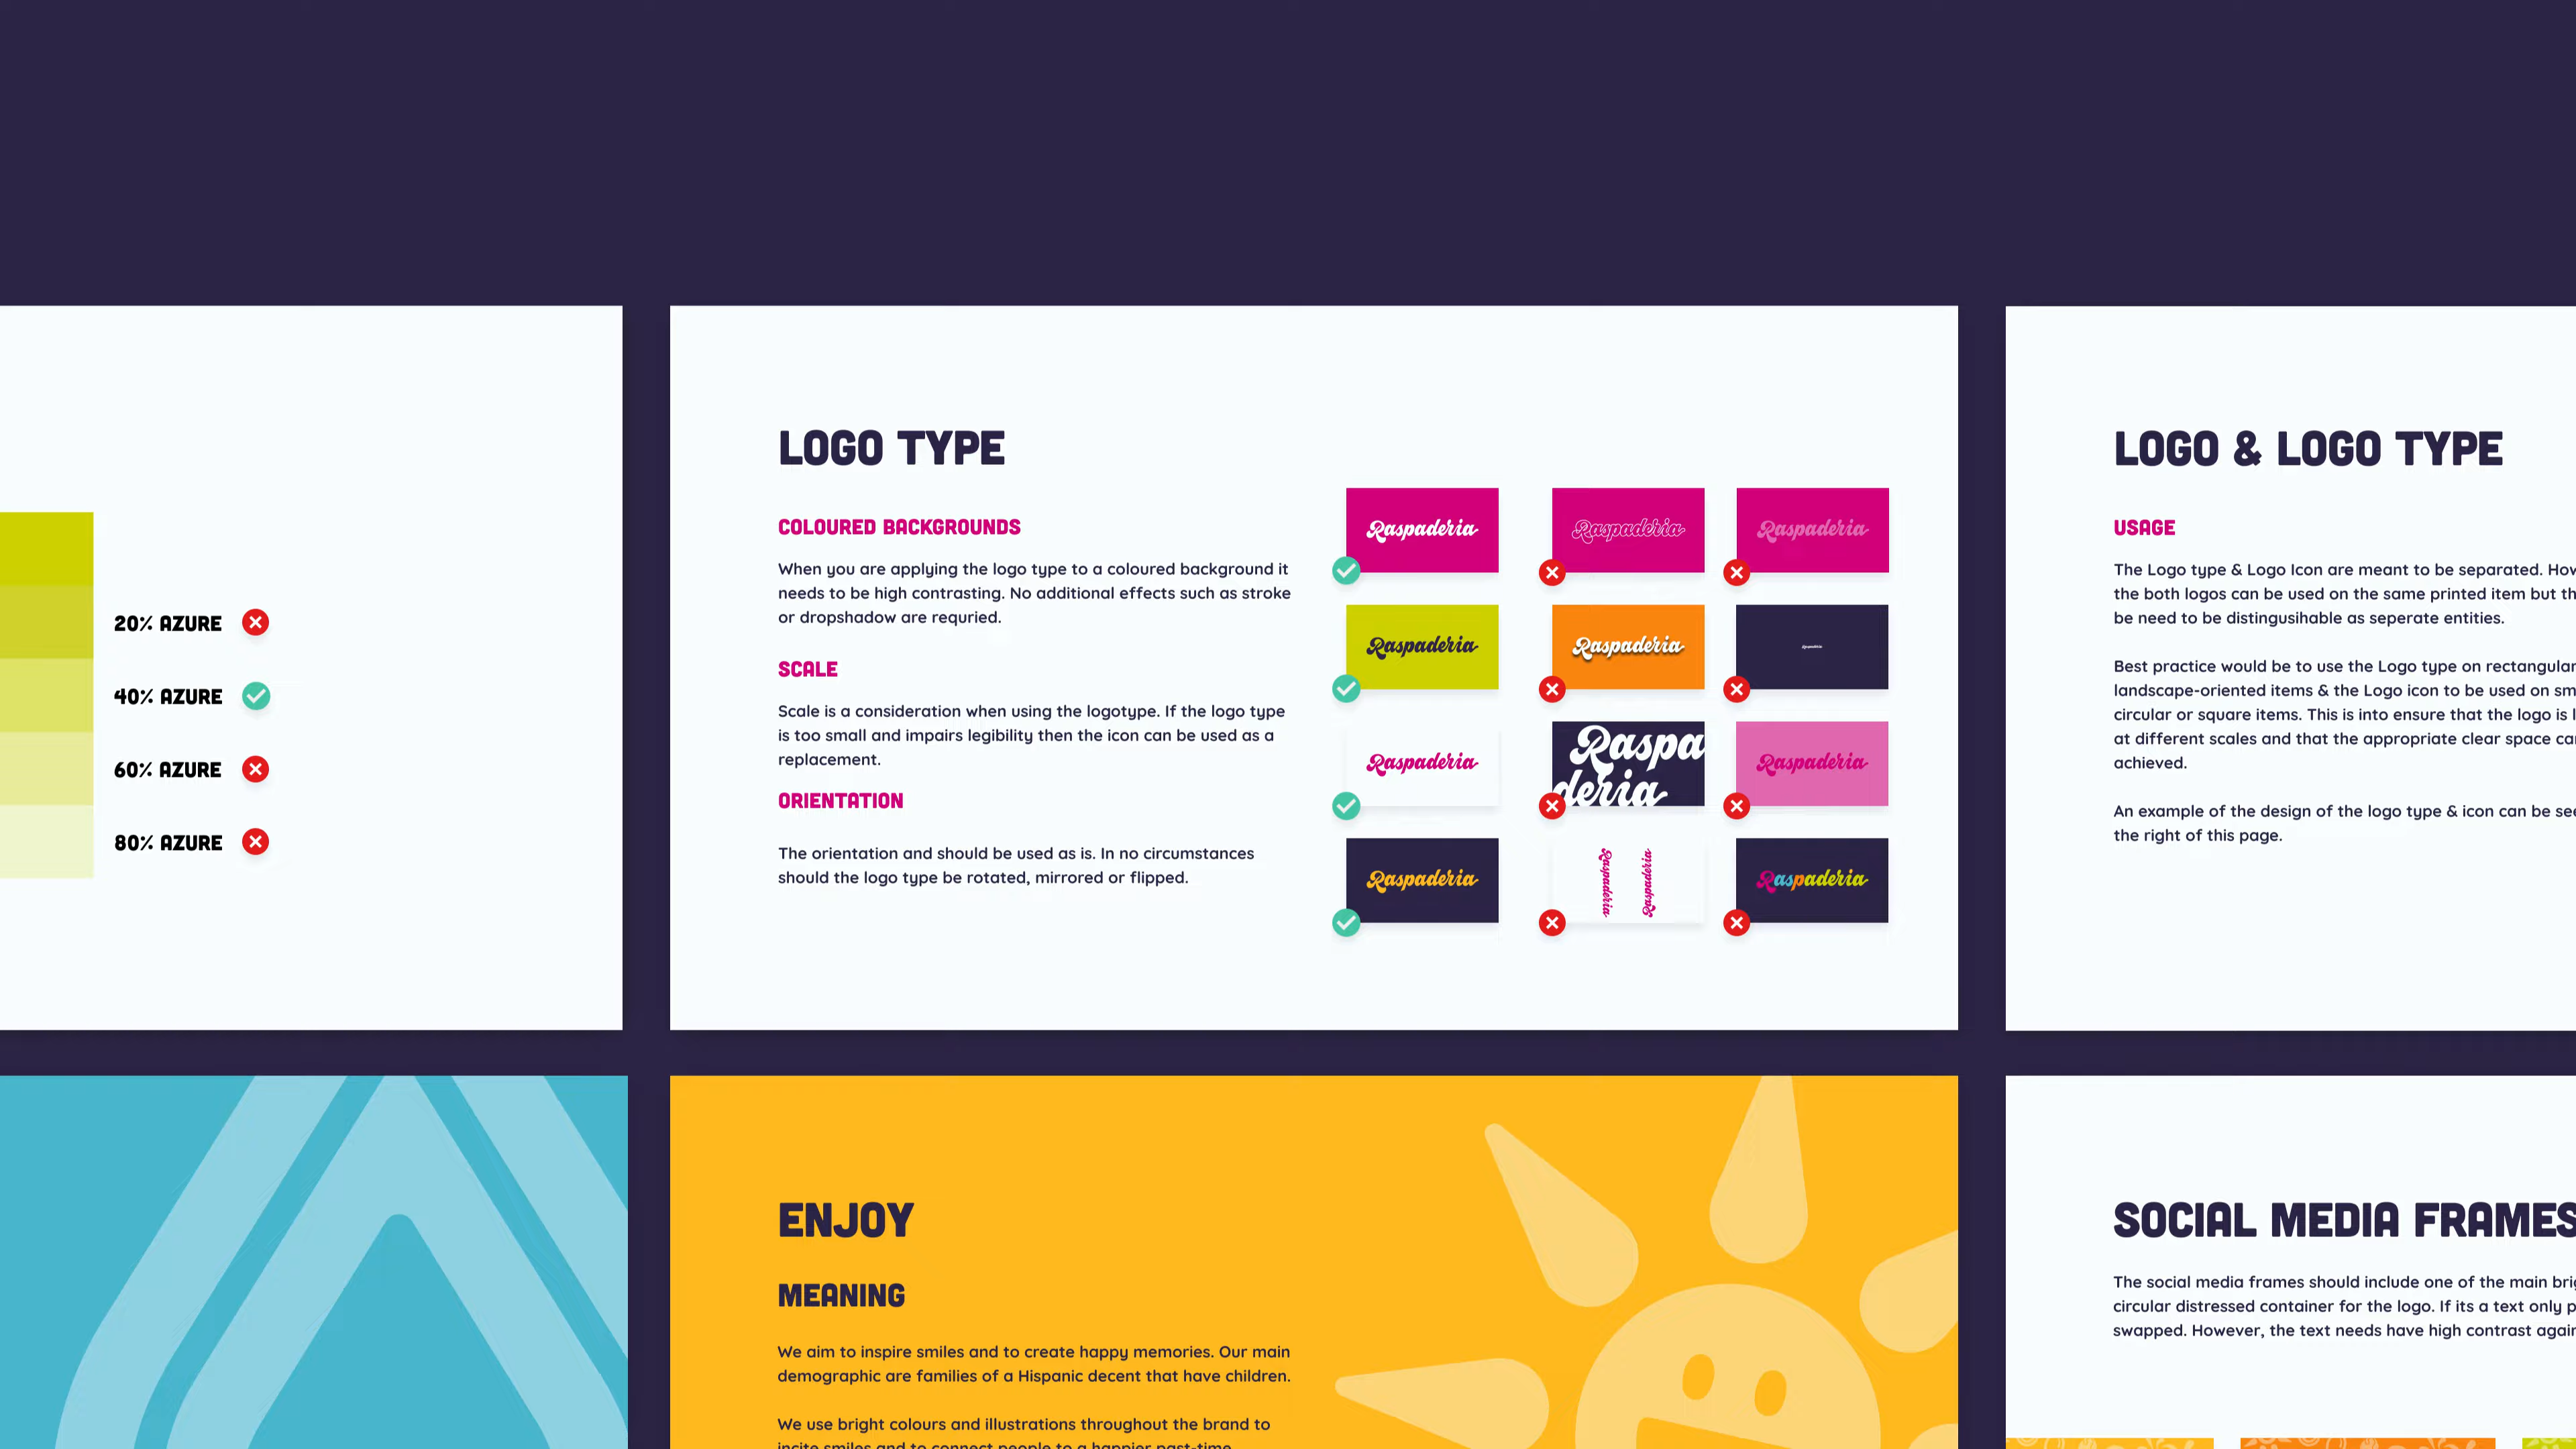 20% AZURE
40% AZURE
60% AZURE
80% AZURE
LOGO TYPE
COLOURED BACKGROUNDS
When you are applying the logo type to a coloured background it
needs to be high contrasting. No additional effects such as stroke
or dropshadow are requried.
SCALE
Scale is a consideration when using the logotype. If the logo type
is too small and impairs legibility then the icon can be used as a
replacement.
ORIENTATION
The orientation and should be used as is. In no circumstances
should the logo type be rotated, mirrored or flipped.
Raspaderia
Raspaderia
Raspaderia
Raspaderia
Raspaderia
Raspaderia
Raspa
deria
Raspaderia
Raspaderia
Raspaderia
Raspaderia
Raspaderia
LOGO & LOGO TYPE
USAGE
The Logo type & Logo Icon are meant to be separated.
the both logos can be used on the same printed item but
be need to be distingusihable as seperate entities.
Best practice would be to use the Logo type on rectangular
landscape-oriented items & the Logo icon to be used on
circular or square items. This is into ensure that the logo is
at different scales and that the appropriate clear space
achieved.
An example of the design of the logo type & icon can be
the right of this page.
ENJOY
MEANING
We aim to inspire smiles and to create happy memories. Our main
demographic are families of a Hispanic decent that have children.
We use bright colours and illustrations throughout the brand to
incite smiles and to connect people to a happier past-time.
SOCIAL MEDIA FRAMES
The social media frames should include one of the main
circular distressed container for the logo. If its a text only
swapped. However, the text needs have high contrast